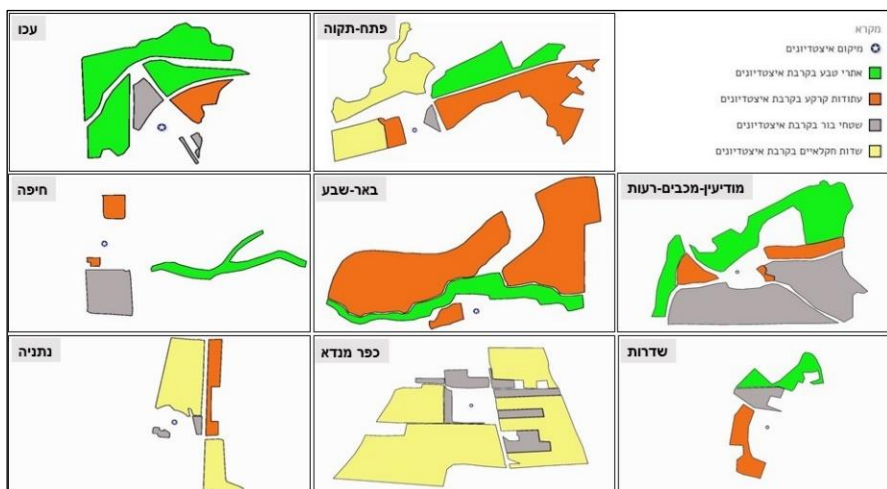 עכו
פתח-תקוה
מקרא
מיקום איצטדיונים
אתרי טבע בקרבת איצטדיונים
עתודות קרקע בקרבת איצטדיונים
שטחי בור בקרבת איצטדיונים
שדות חקלאיים בקרבת איצטדיונים
חיפה
באר-שבע
מודיעין-מכבים-רעות
נתניה
כפר מנדא
שדרות